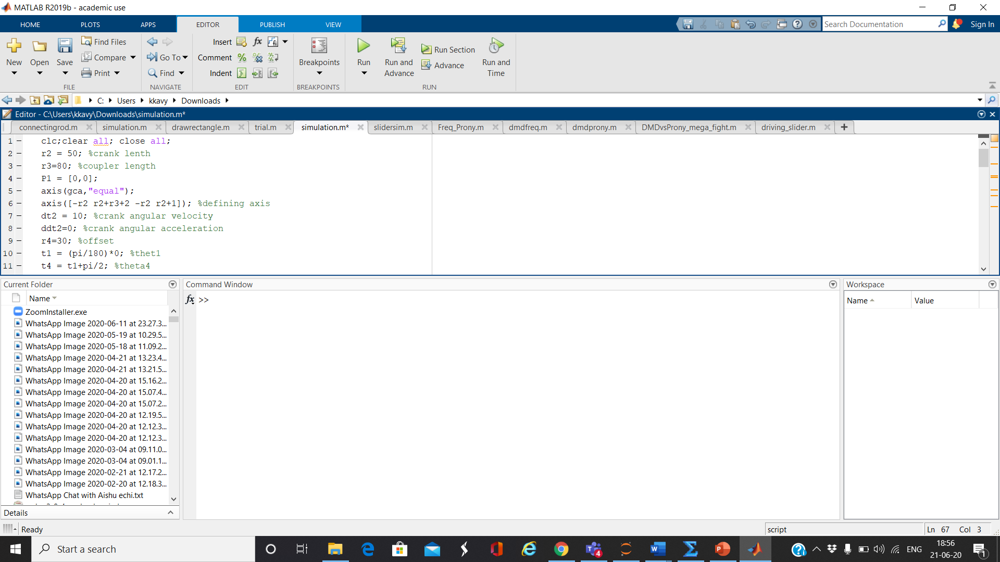 MATLAB R2019b - academic use
HOME PLOTS APPS EDITOR PUBLISH VIEW Search Documentation Sign In
New Open Save Find Files Compare Print
FILE
Go To Find
NAVIGATE
Insert fx fi
Comment
Indent
EDIT
Breakpoints
BREAKPOINTS
Run Run and Advance Run Section Advance Run and Time
RUN
C: Users kkavy Downloads
Editor - C:\Users\kkavy\Downloads\simulation.m*
connectingrod.m simulation.m drawrectangle.m trial.m simulation.m* slidersim.m Freq_Prony.m dmdfreq.m dmdprony.m DMDvsProny_mega_fight.m driving_slider.m +
1 – clc;clear all; close all;
2 – r2 = 50; %crank lenth
3 – r3=80; %coupler length
4 – P1 = [0,0];
5 – axis(gca,"equal");
6 – axis([-r2 r2+r3+2 -r2 r2+1]); %defining axis
7 – dt2 = 10; %crank angular velocity
8 – ddt2=0; %crank angular acceleration
9 – r4=30; %offset
10 – t1 = (pi/180)*0; %thet1
11 – t4 = t1+pi/2; %theta4
Current Folder
Name
ZoomInstaller.exe
WhatsApp Image 2020-06-11 at 23.27.3...
WhatsApp Image 2020-05-19 at 10.29.5...
WhatsApp Image 2020-05-18 at 11.09.2...
WhatsApp Image 2020-04-21 at 13.23.4...
WhatsApp Image 2020-04-21 at 13.21.5...
WhatsApp Image 2020-04-20 at 15.16.2...
WhatsApp Image 2020-04-20 at 15.07.4...
WhatsApp Image 2020-04-20 at 15.07.2...
WhatsApp Image 2020-04-20 at 12.19.5...
WhatsApp Image 2020-04-20 at 12.12.3...
WhatsApp Image 2020-04-20 at 12.12.3...
WhatsApp Image 2020-03-04 at 09.11.0...
WhatsApp Image 2020-03-04 at 09.01.1...
WhatsApp Image 2020-02-21 at 12.17.2...
WhatsApp Image 2020-02-20 at 12.18.3...
WhatsApp Chat with Aishu echi.txt
Details
Command Window
fx >>
Workspace
Name Value
Ready
script Ln 67 Col 3
Start a search
4
ENG
18:56
21-06-20
1